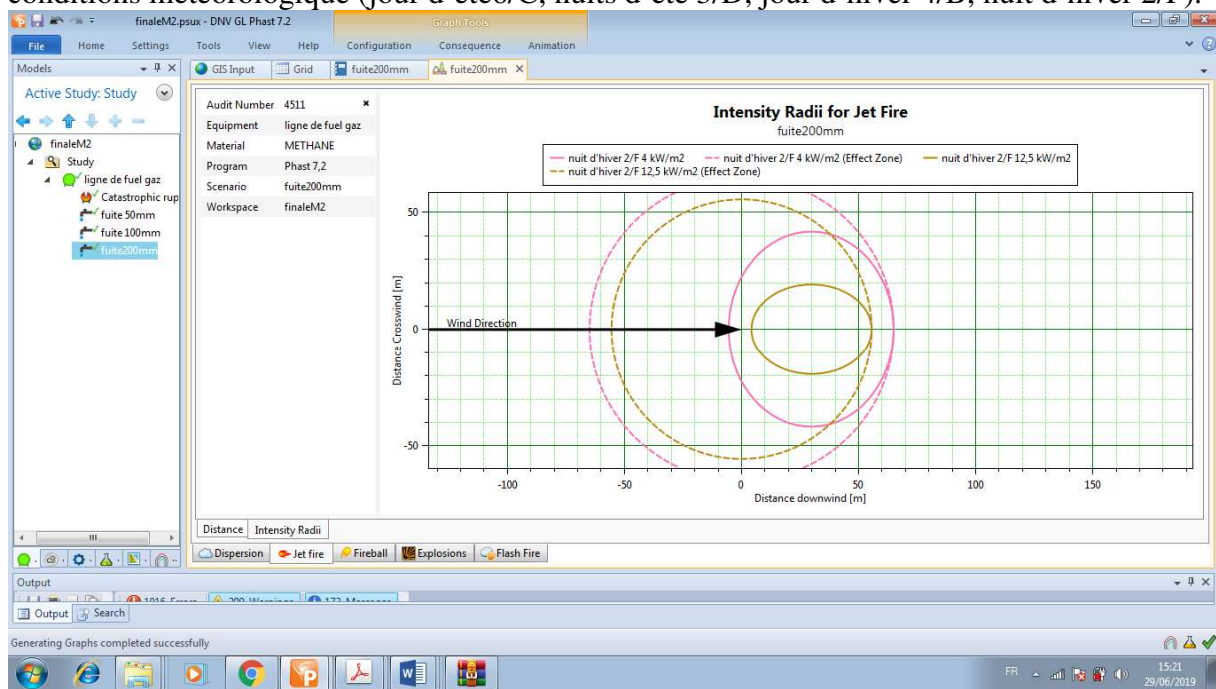 conditions météorologique (jour d'été6/C, nuits d'été 3/D, jour d'hiver 4/B, nuit d'hiver 2/F).
finaleM2.psux - DNV GL Phast 7.2
Graph Tools
File Home Settings Tools View Help Configuration Consequence Animation
Models
GIS Input Grid fuite200mm fuite200mm
Active Study: Study
finaleM2
Study
ligne de fuel gaz
Catastrophic rup
fuite 50mm
fuite 100mm
fuite200mm
Audit Number 4511
Equipment ligne de fuel gaz
Material METHANE
Program Phast 7,2
Scenario fuite200mm
Workspace finaleM2
Intensity Radii for Jet Fire
fuite200mm
nuit d'hiver 2/F 4 kW/m2 nuit d'hiver 2/F 4 kW/m2 (Effect Zone) nuit d'hiver 2/F 12,5 kW/m2
nuit d'hiver 2/F 12,5 kW/m2 (Effect Zone)
Distance Crosswind [m]
50
0
-50
Wind Direction
-100 -50 0 50 100 150
Distance downwind [m]
Distance Intensity Radii
Dispersion Jet fire Fireball Explosions Flash Fire
Output
Output Search
Generating Graphs completed successfully
FR
15:21
29/06/2019